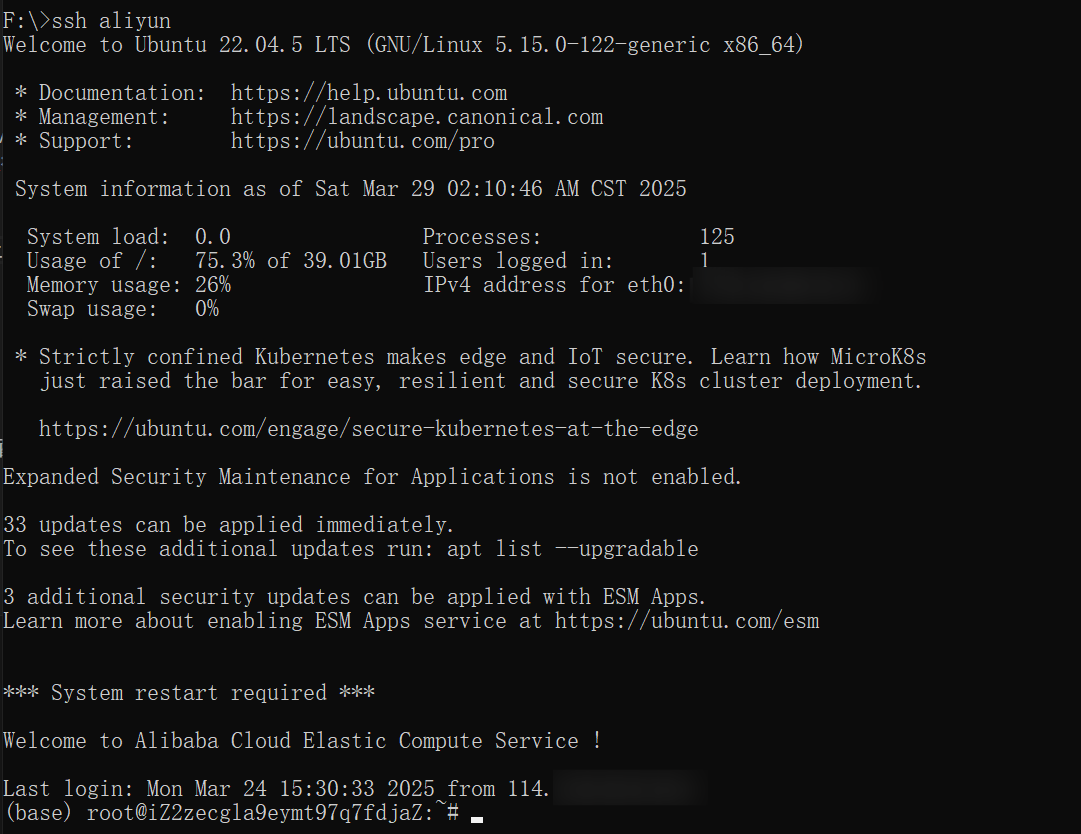 F:\>ssh aliyun
Welcome to Ubuntu 22.04.5 LTS (GNU/Linux 5.15.0-122-generic x86_64)
* Documentation: https://help.ubuntu.com
* Management: https://landscape.canonical.com
* Support: https://ubuntu.com/pro
System information as of Sat Mar 29 02:10:46 AM CST 2025
System load: 0.0 Processes: 125
Usage of /: 75.3% of 39.01GB Users logged in: 1
Memory usage: 26% IPv4 address for eth0:
Swap usage: 0%
* Strictly confined Kubernetes makes edge and IoT secure. Learn how MicroK8s
just raised the bar for easy, resilient and secure K8s cluster deployment.
https://ubuntu.com/engage/secure-kubernetes-at-the-edge
Expanded Security Maintenance for Applications is not enabled.
33 updates can be applied immediately.
To see these additional updates run: apt list --upgradable
3 additional security updates can be applied with ESM Apps.
Learn more about enabling ESM Apps service at https://ubuntu.com/esm
*** System restart required ***
Welcome to Alibaba Cloud Elastic Compute Service !
Last login: Mon Mar 24 15:30:33 2025 from 114.
(base) root@iZ2zecgla9eymt97q7fdjaZ:~#